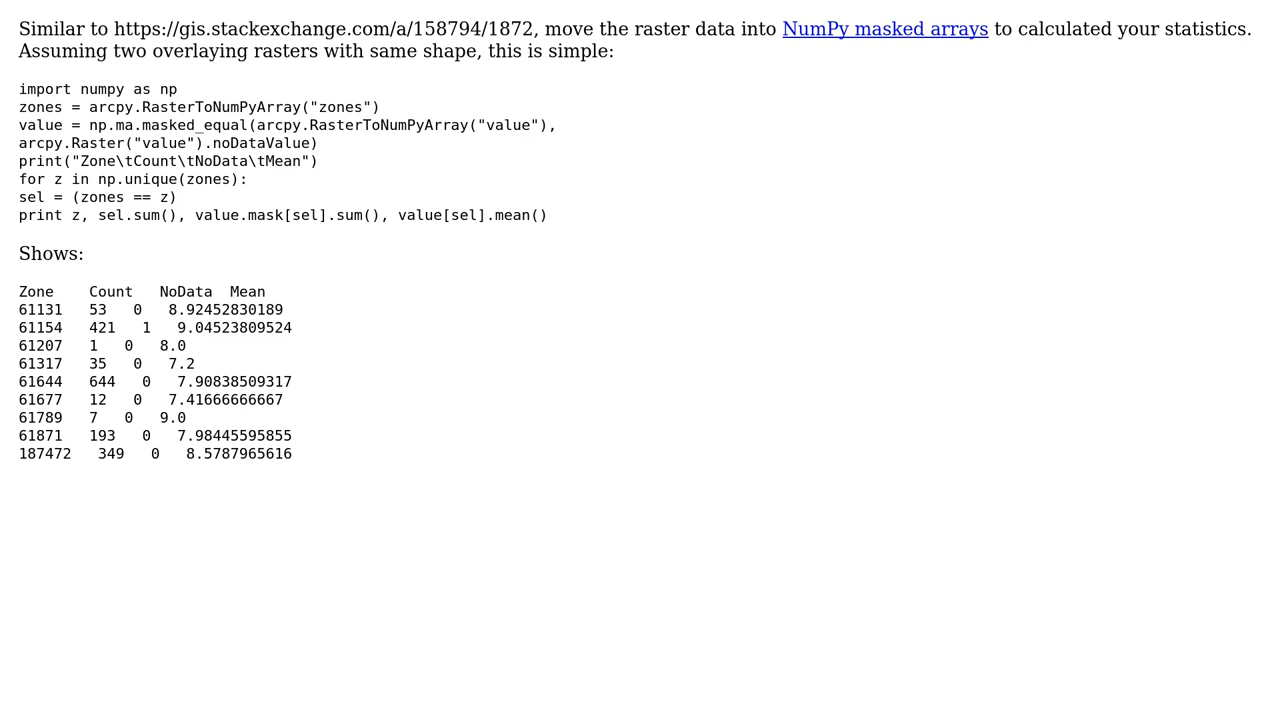 Similar to https://gis.stackexchange.com/a/158794/1872, move the raster data into NumPy masked arrays to calculated your statistics.
Assuming two overlaying rasters with same shape, this is simple:
import numpy as np
zones = arcpy.RasterToNumPyArray("zones")
value = np.ma.masked_equal(arcpy.RasterToNumPyArray("value"),
arcpy.Raster("value").noDataValue)
print("Zone\tCount\tNoData\tMean")
for z in np.unique(zones):
sel = (zones == z)
print z, sel.sum(), value.mask[sel].sum(), value[sel].mean()
Shows:
Zone    Count   NoData  Mean
61131   53   0   8.92452830189
61154   421   1   9.04523809524
61207   1   0   8.0
61317   35   0   7.2
61644   644   0   7.90838509317
61677   12   0   7.41666666667
61789   7   0   9.0
61871   193   0   7.98445595855
187472   349   0   8.5787965616